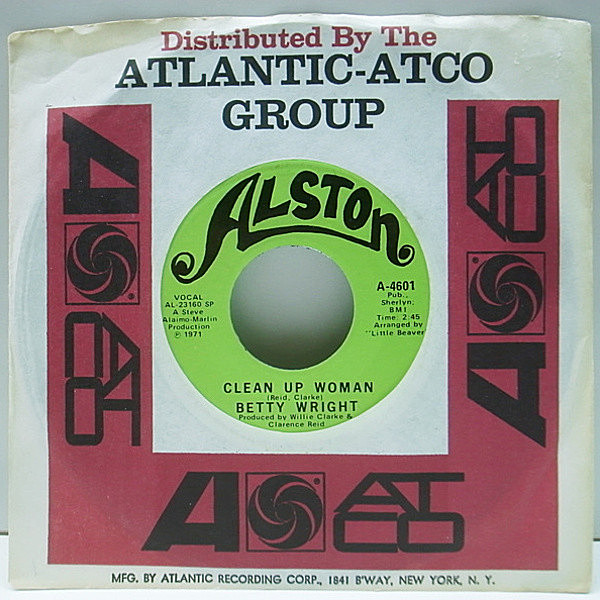 Distributed By The
ATLANTIC-ATCO
GROUP
A
ATCO
ALSTON
VOCAL
AL-23160 SP
A Steve
Alaimo-Marlin
Production
℗ 1971
A-4601
Pub.,
Sherlyn,
BMI
Time: 2:45
Arranged by
"Little Beaver"
CLEAN UP WOMAN
(Reid, Clarke)
BETTY WRIGHT
Produced by Willie Clarke &
Clarence Reid
ATCO
A
A ATCO
MFG. BY ATLANTIC RECORDING CORP., 1841 B'WAY, NEW YORK, N. Y.